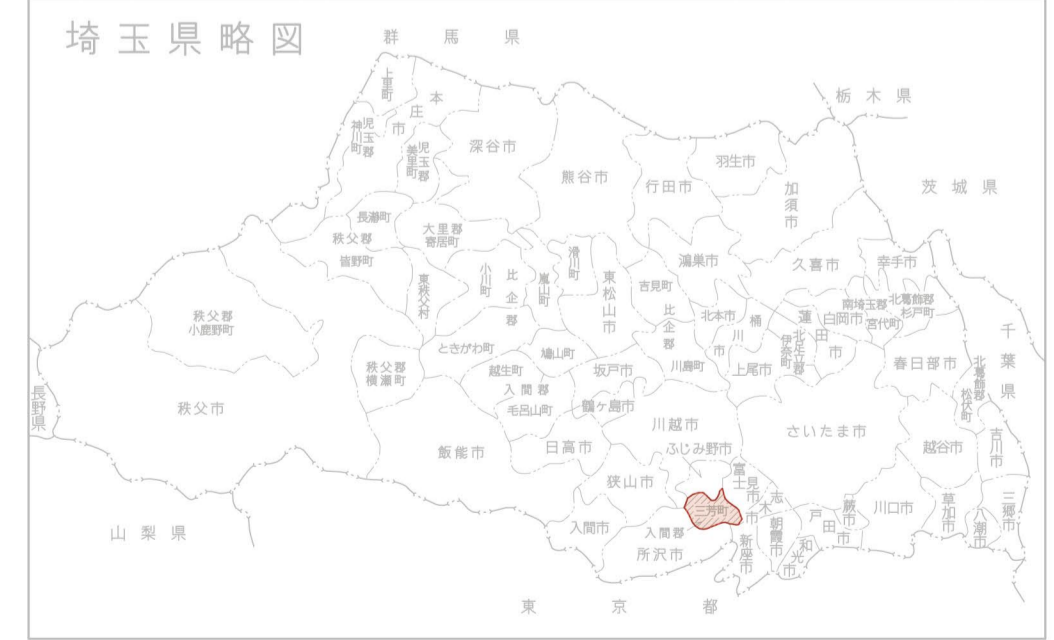 埼玉県略図
群馬県
栃木県
茨城県
千葉県
長野県
山梨県
東京都
上里町
本庄市
児玉郡
神川町
児玉郡
美里町
深谷市
熊谷市
行田市
羽生市
加須市
長瀞町
秩父郡
皆野町
大里郡
寄居町
東秩父村
小川町
比企郡
嵐山町
滑川町
東松山市
吉見町
比企郡
鴻巣市
久喜市
幸手市
南埼玉郡
宮代町
北葛飾郡
杉戸町
白岡市
蓮田市
北足立郡
伊奈町
桶川市
北本市
上尾市
川島町
秩父郡
小鹿野町
秩父郡
横瀬町
秩父市
ときがわ町
鳩山町
越生町
入間郡
毛呂山町
坂戸市
鶴ヶ島市
川越市
さいたま市
春日部市
北葛飾郡
松伏町
飯能市
日高市
ふじみ野市
越谷市
吉川市
狭山市
富士見市
三芳町
志木市
入間市
入間郡
所沢市
新座市
朝霞市
和光市
戸田市
蕨市
川口市
草加市
八潮市
三郷市